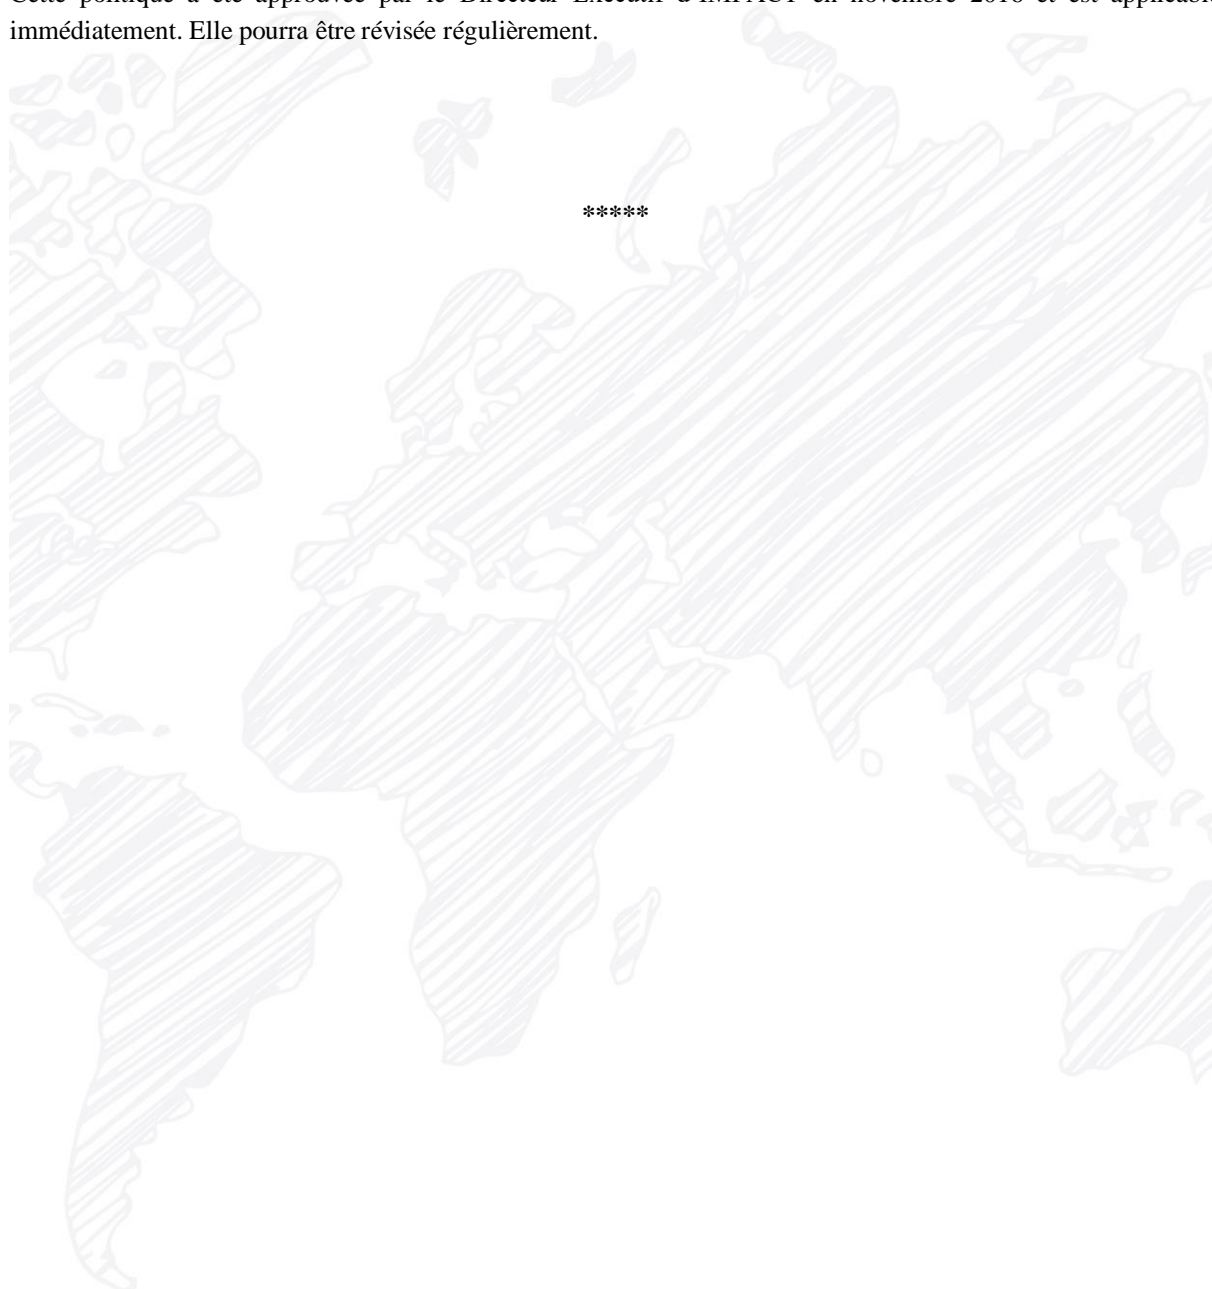 Cette politique a été approuvée par le Directeur Exécutif d'IMPACT en novembre et est applicable
immédiatement. Elle pourra être révisée régulièrement.
*****